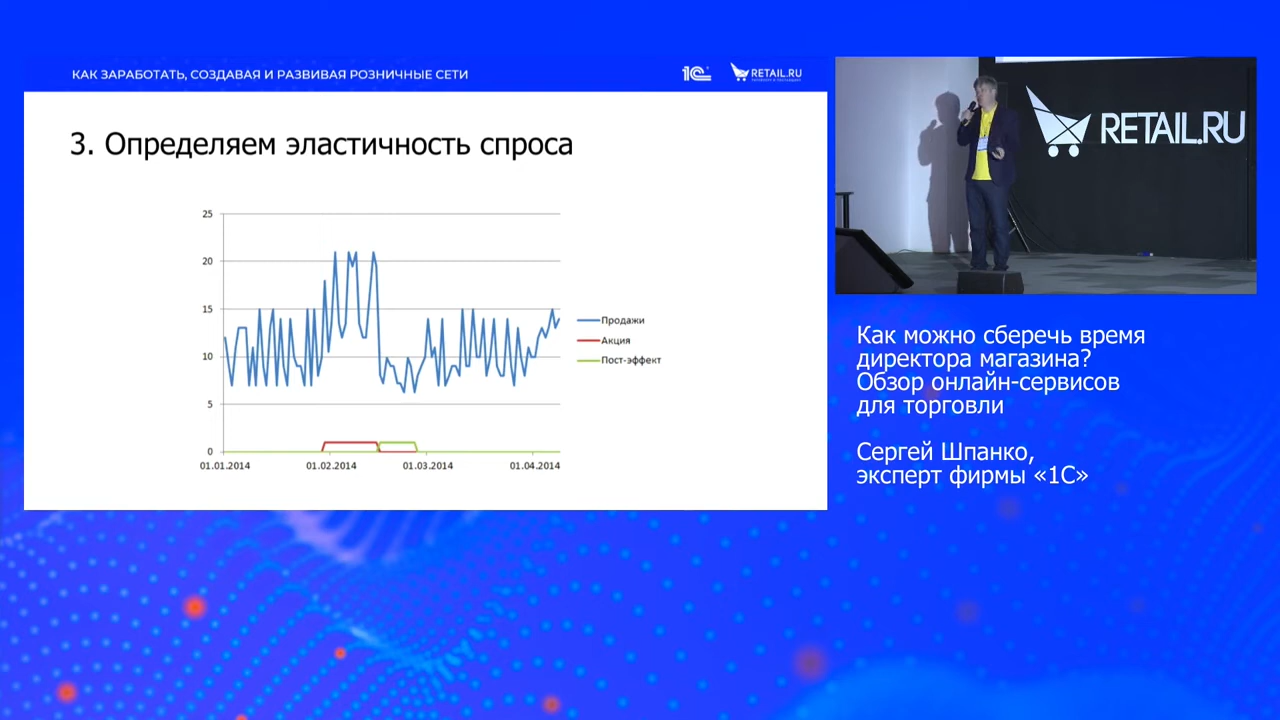 КАК ЗАРАБОТАТЬ, СОЗДАВАЯ И РАЗВИВАЯ РОЗНИЧНЫЕ СЕТИ
1С
RETAIL.RU
3. Определяем эластичность спроса
25
20
15
10
5
0
01.01.2014
01.02.2014
01.03.2014
01.04.2014
Продажи
Акция
Пост-эффект
RETAIL.RU
Как можно сберечь время
директора магазина?
Обзор онлайн-сервисов
для торговли
Сергей Шпанко,
эксперт фирмы «1С»